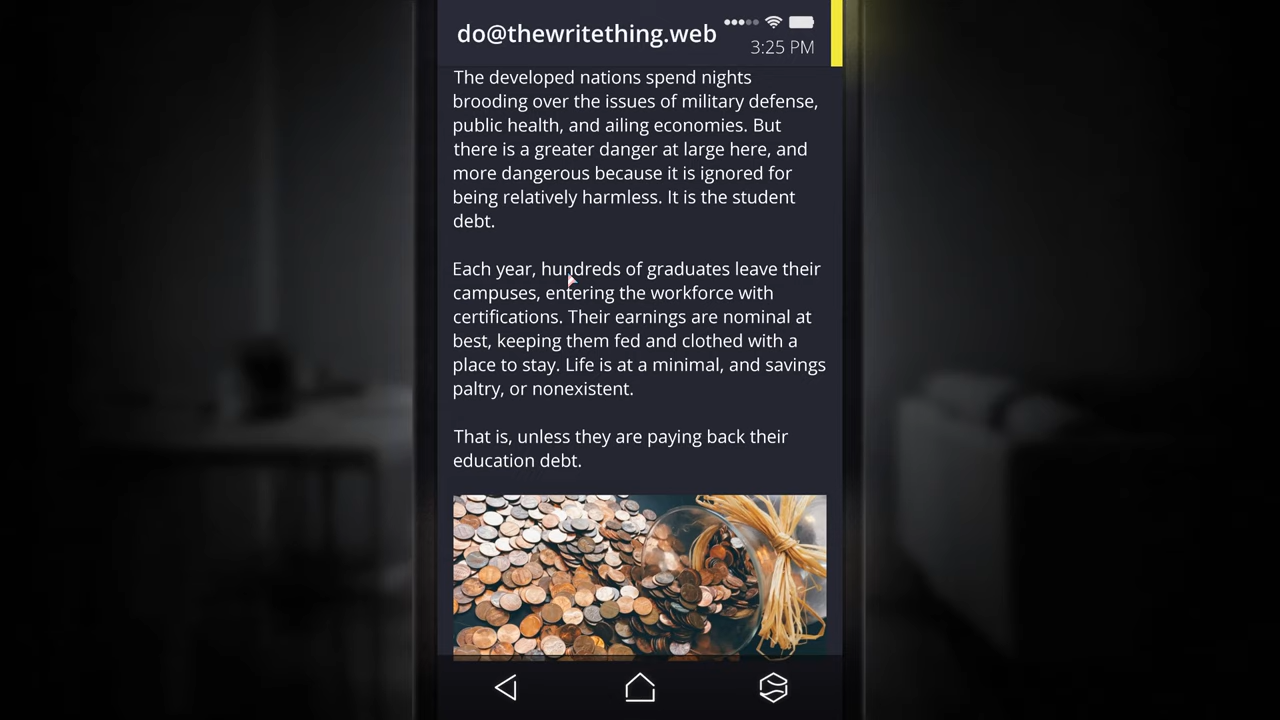 do@thewritething.web
3:25 PM
The developed nations spend nights
brooding over the issues of military defense,
public health, and ailing economies. But
there is a greater danger at large here, and
more dangerous because it is ignored for
being relatively harmless. It is the student
debt.
Each year, hundreds of graduates leave their
campuses, entering the workforce with
certifications. Their earnings are nominal at
best, keeping them fed and clothed with a
place to stay. Life is at a minimal, and savings
paltry, or nonexistent.
That is, unless they are paying back their
education debt.